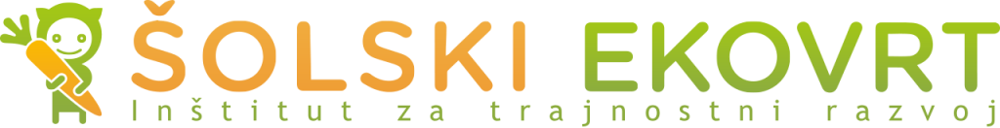 ŠOLSKI EKOVRT
Inštitut za trajnostni razvoj